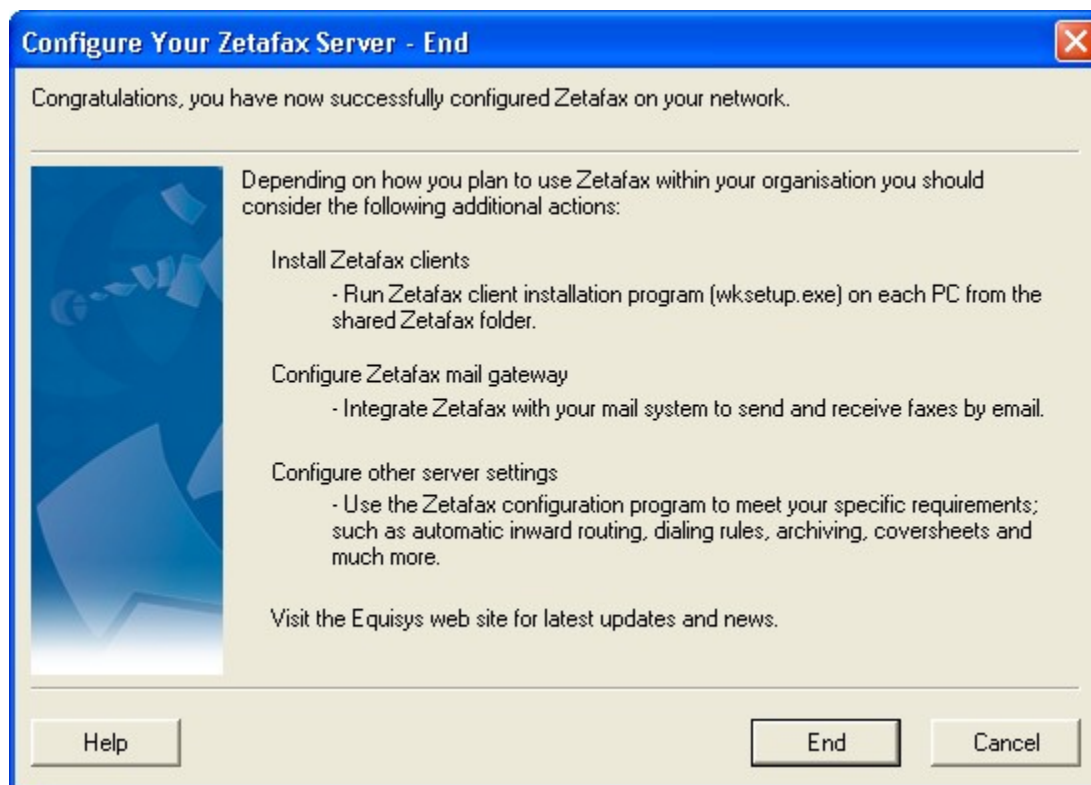 Configure Your Zetafax Server - End
Congratulations, you have now successfully configured Zetafax on your network.
Depending on how you plan to use Zetafax within your organisation you should
consider the following additional actions:
Install Zetafax clients
- Run Zetafax client installation program (wksetup.exe) on each PC from the
shared Zetafax folder.
Configure Zetafax mail gateway
- Integrate Zetafax with your mail system to send and receive faxes by email.
Configure other server settings
- Use the Zetafax configuration program to meet your specific requirements;
such as automatic inward routing, dialing rules, archiving, coversheets and
much more.
Visit the Equisys web site for latest updates and news.
Help
End
Cancel